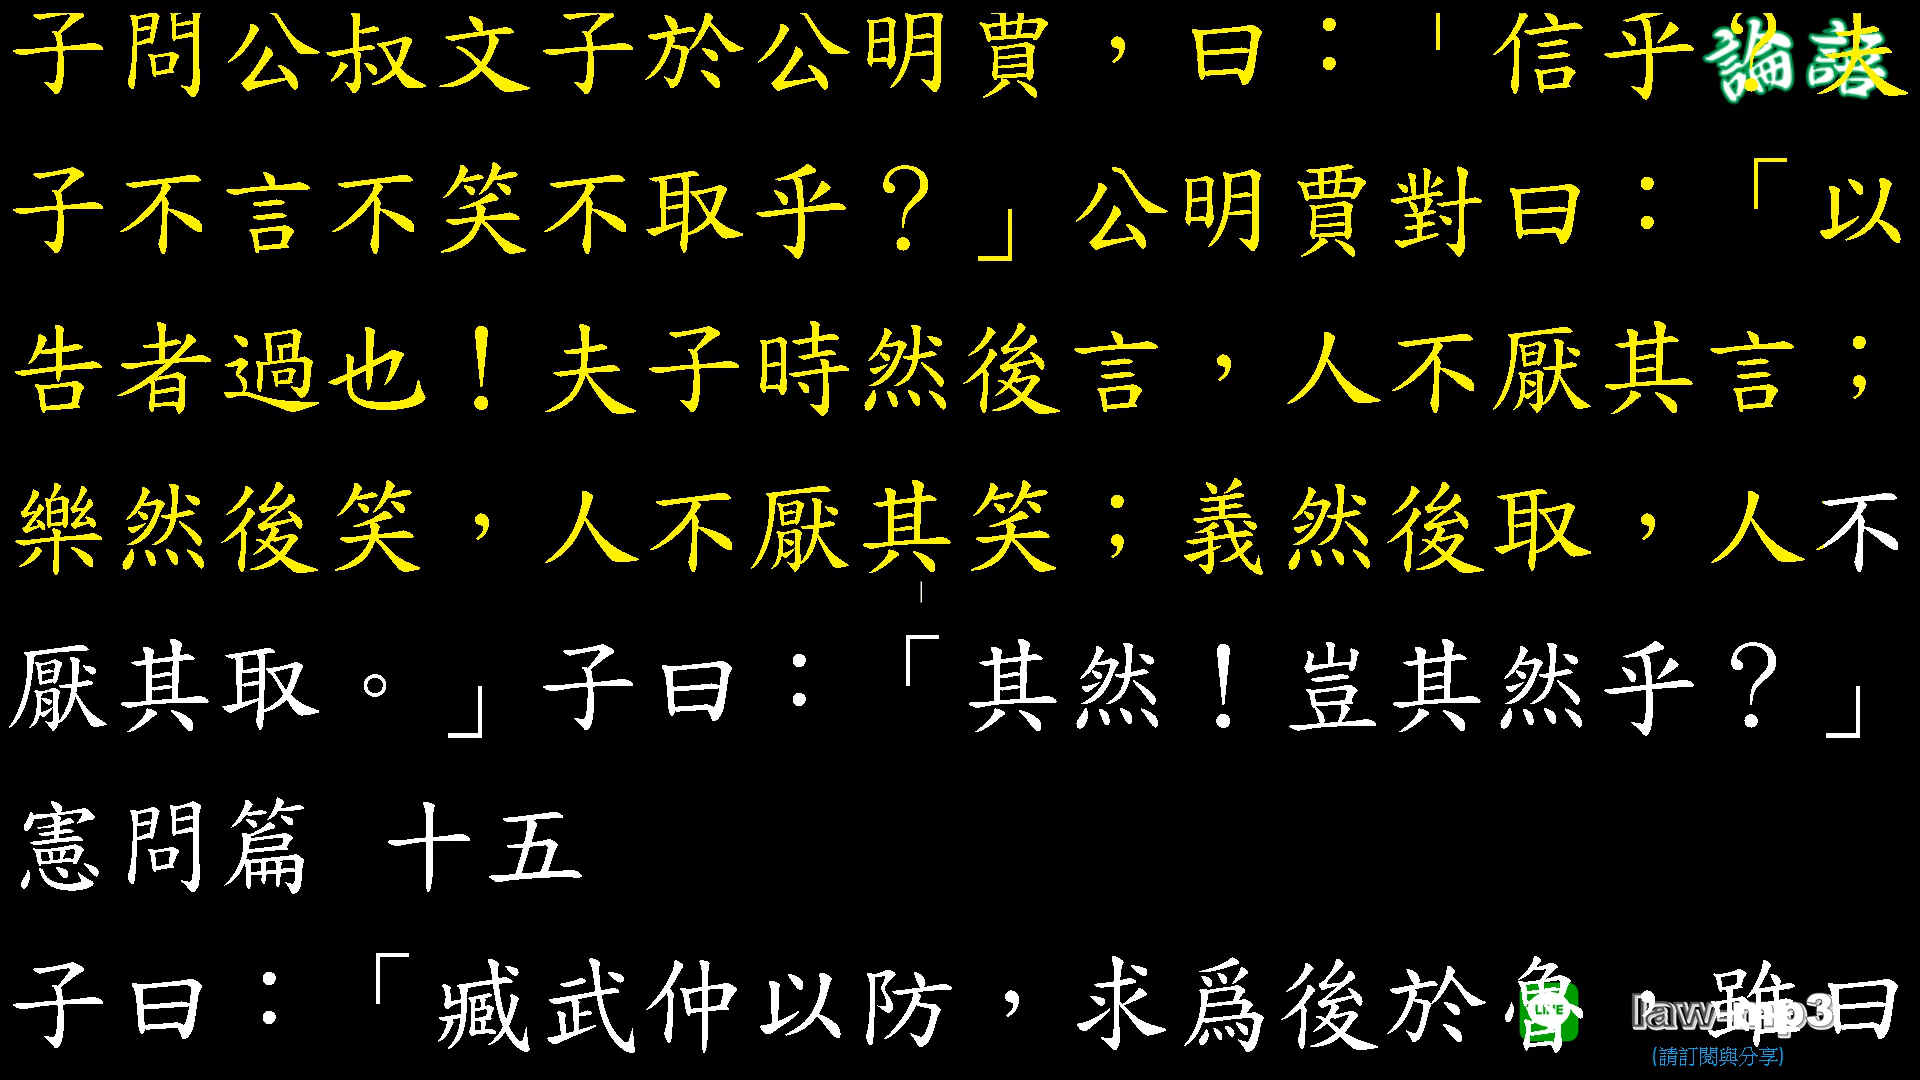 子問公叔文子於公明賈，曰：「信乎？夫
論語
子不言不笑不取乎？」公明賈對曰：「以
告者過也！夫子時然後言，人不厭其言；
樂然後笑，人不厭其笑；義然後取，人不
厭其取。」子曰：「其然！豈其然乎？」
憲問篇 十五
子曰：「臧武仲以防，求爲後於魯，雖曰
LINE
law mp3
(請訂閱與分享)